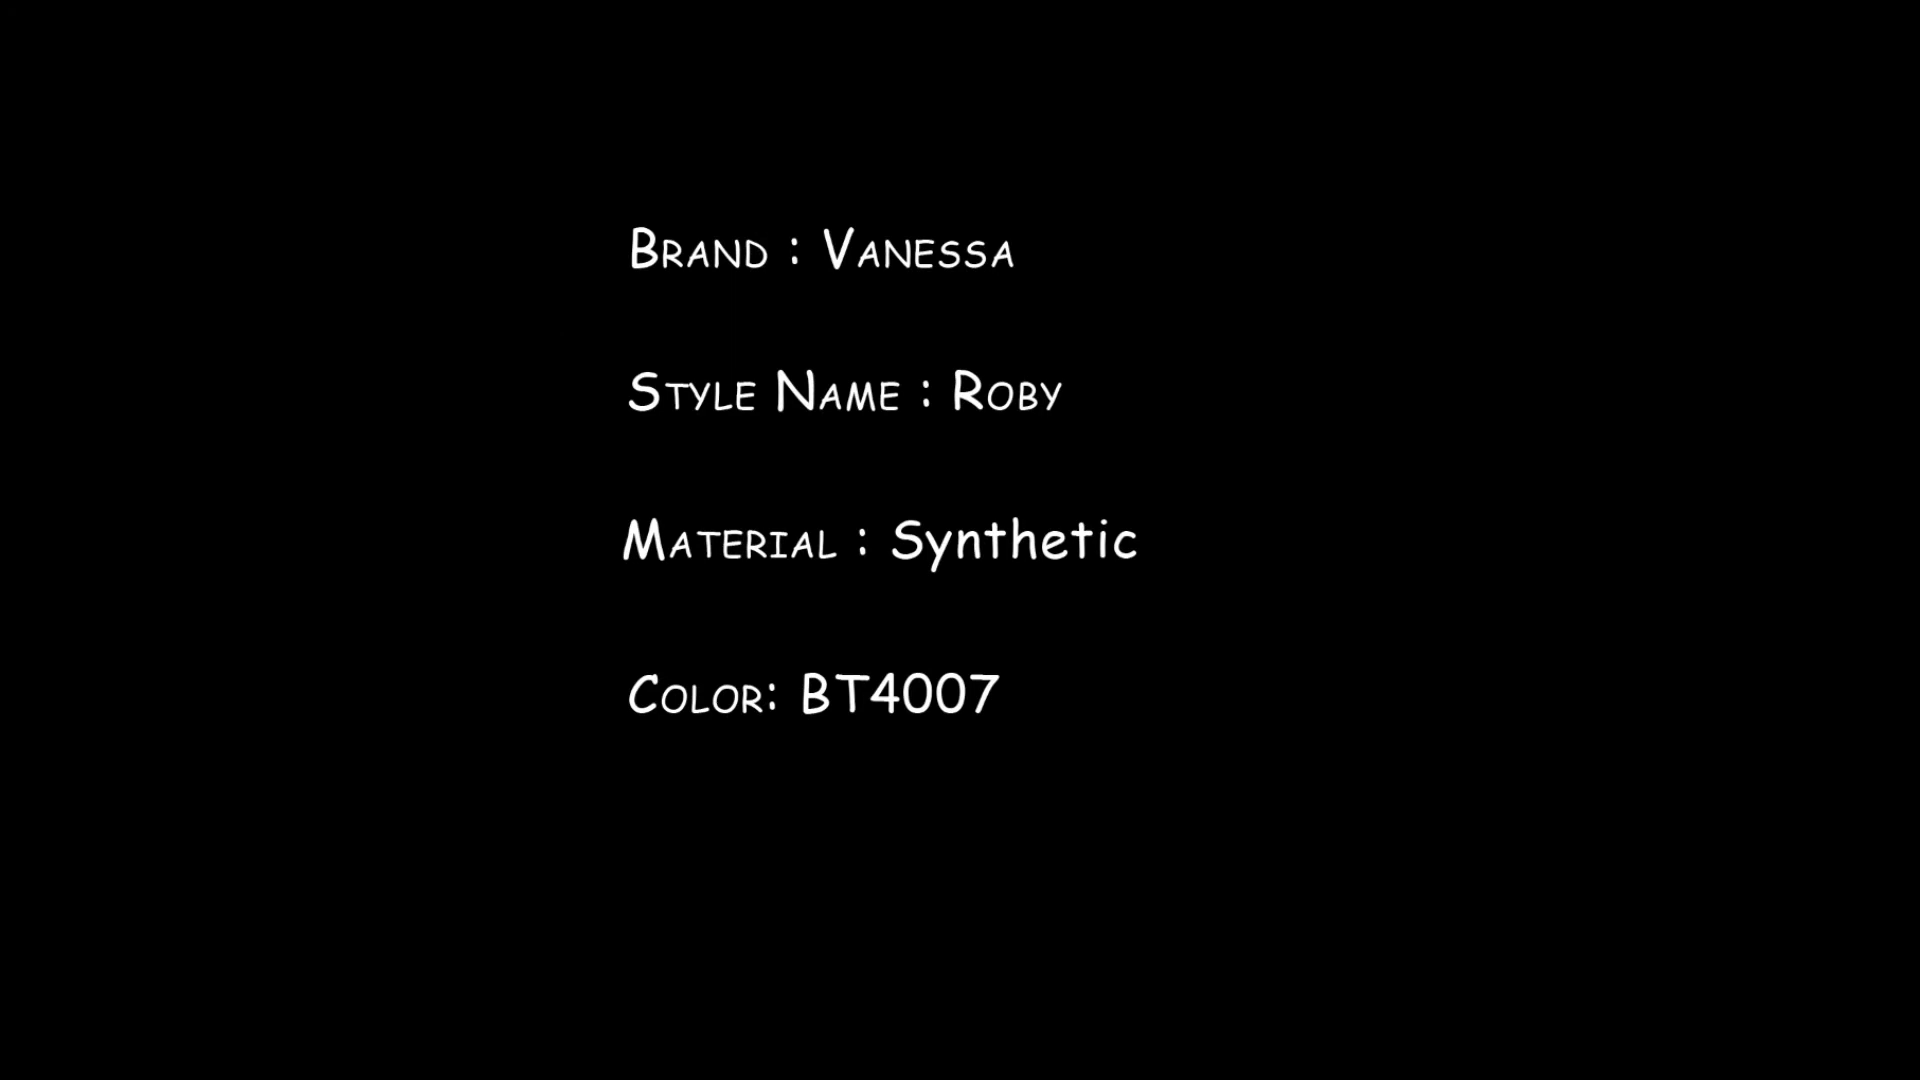 Brand : Vanessa
Style Name : Roby
Material : Synthetic
Color: BT4007